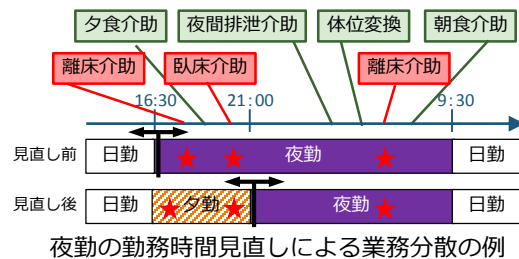 夕食介助 夜間排泄介助 体位変換 朝食介助
離床介助 臥床介助 離床介助
16:30 21:00 9:30
見直し前 日勤 夜勤 日勤
見直し後 日勤 夕勤 夜勤 日勤
夜勤の勤務時間見直しによる業務分散の例